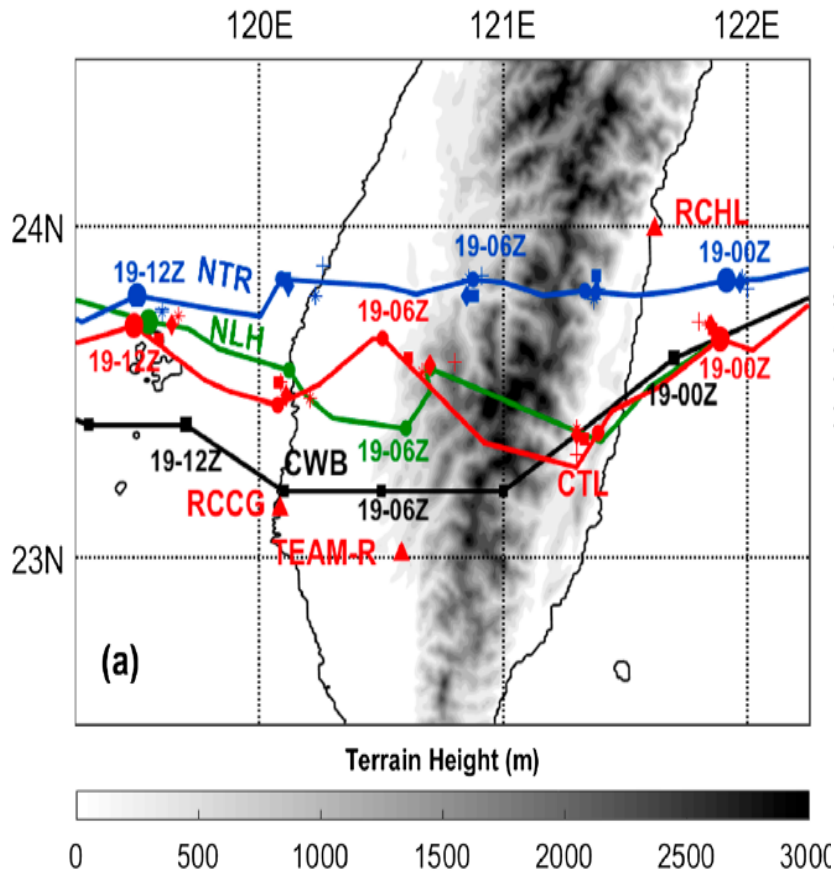 120E 121E 122E
24N
23N
RCHL
19-12Z NTR 19-06Z 19-00Z
19-06Z
NLH
19-12Z
19-00Z
19-00Z
19-06Z
19-12Z CWB
CTL
RCCG
19-06Z
TEAM-R
(a)
Terrain Height (m)
0 500 1000 1500 2000 2500 3000